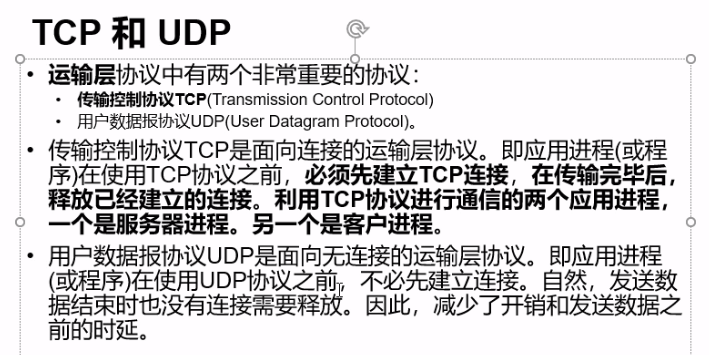 TCP 和 UDP
• 运输层协议中有两个非常重要的协议：
• 传输控制协议TCP(Transmission Control Protocol)
• 用户数据报协议UDP(User Datagram Protocol)。
• 传输控制协议TCP是面向连接的运输层协议。即应用进程(或程
序)在使用TCP协议之前，必须先建立TCP连接，在传输完毕后，
释放已经建立的连接。利用TCP协议进行通信的两个应用进程，
一个是服务器进程。另一个是客户进程。
• 用户数据报协议UDP是面向无连接的运输层协议。即应用进程
(或程序)在使用UDP协议之前，不必先建立连接。自然，发送数
据结束时也没有连接需要释放。因此，减少了开销和发送数据之
前的时延。